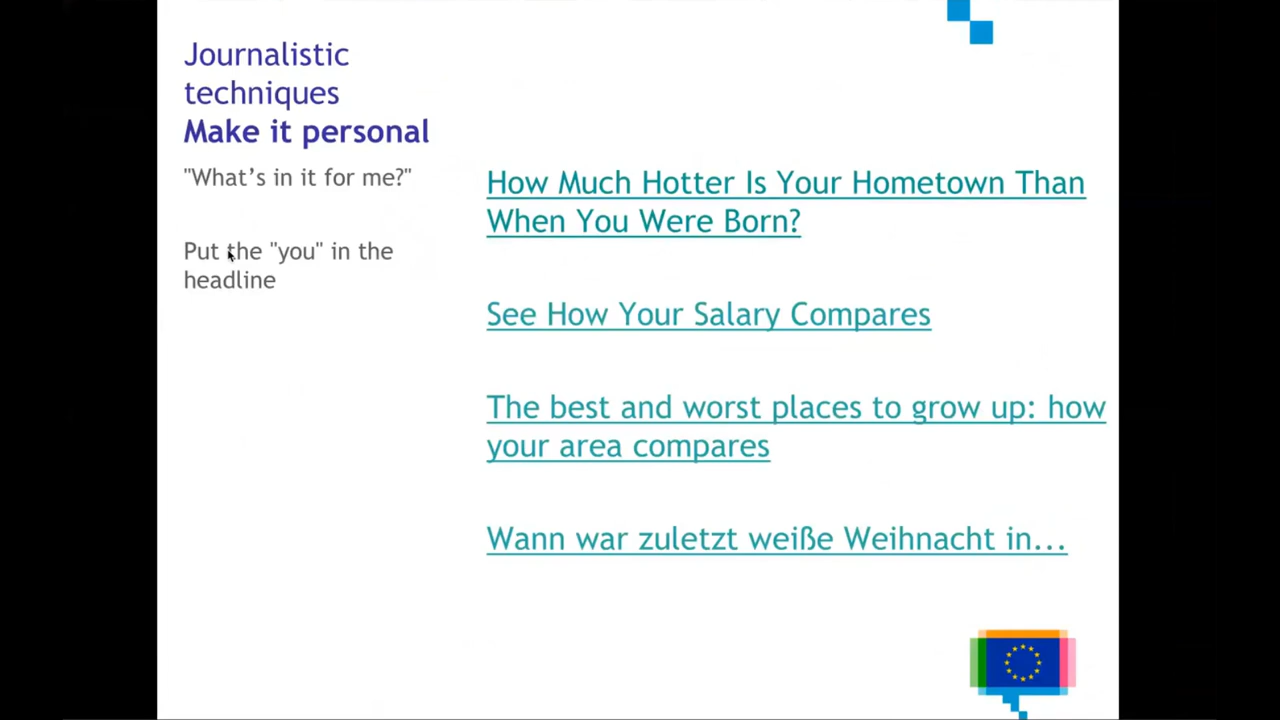 Journalistic
techniques
Make it personal
"What’s in it for me?"
Put the "you" in the
headline
How Much Hotter Is Your Hometown Than
When You Were Born?
See How Your Salary Compares
The best and worst places to grow up: how
your area compares
Wann war zuletzt weiße Weihnacht in...